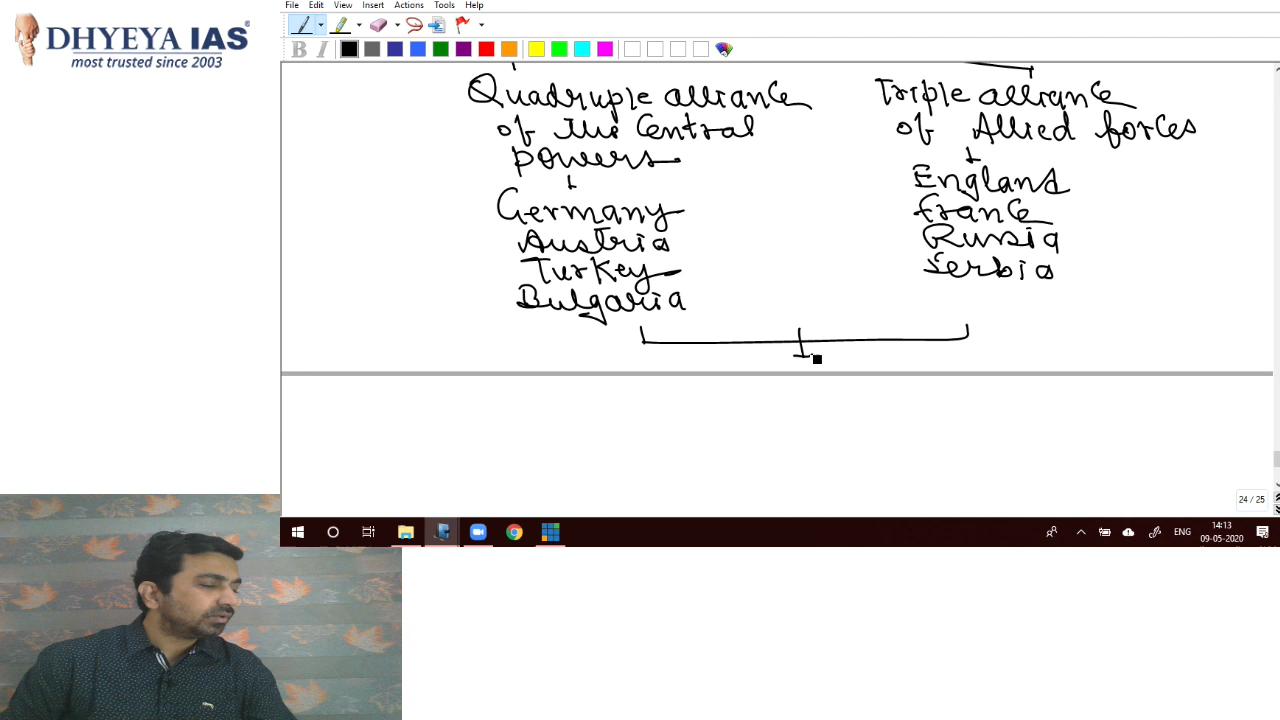 File Edit View Insert Actions Tools Help
DHYEYA IAS®
most trusted since 2003
B I
Quadruple alliance
of the Central
powers
Germany
Austria
Turkey
Bulgaria
Triple alliance
of Allied forces
England
france
Russia
Serbia
24 / 25
ENG
14:13
09-05-2020